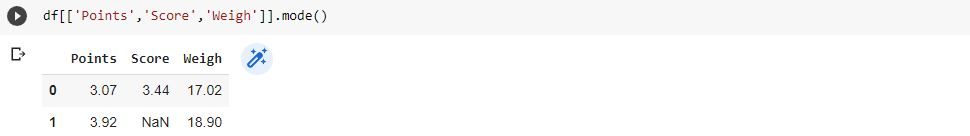 df[['Points','Score','Weigh']].mode()
Points Score Weigh
0 3.07 3.44 17.02
1 3.92 NaN 18.90